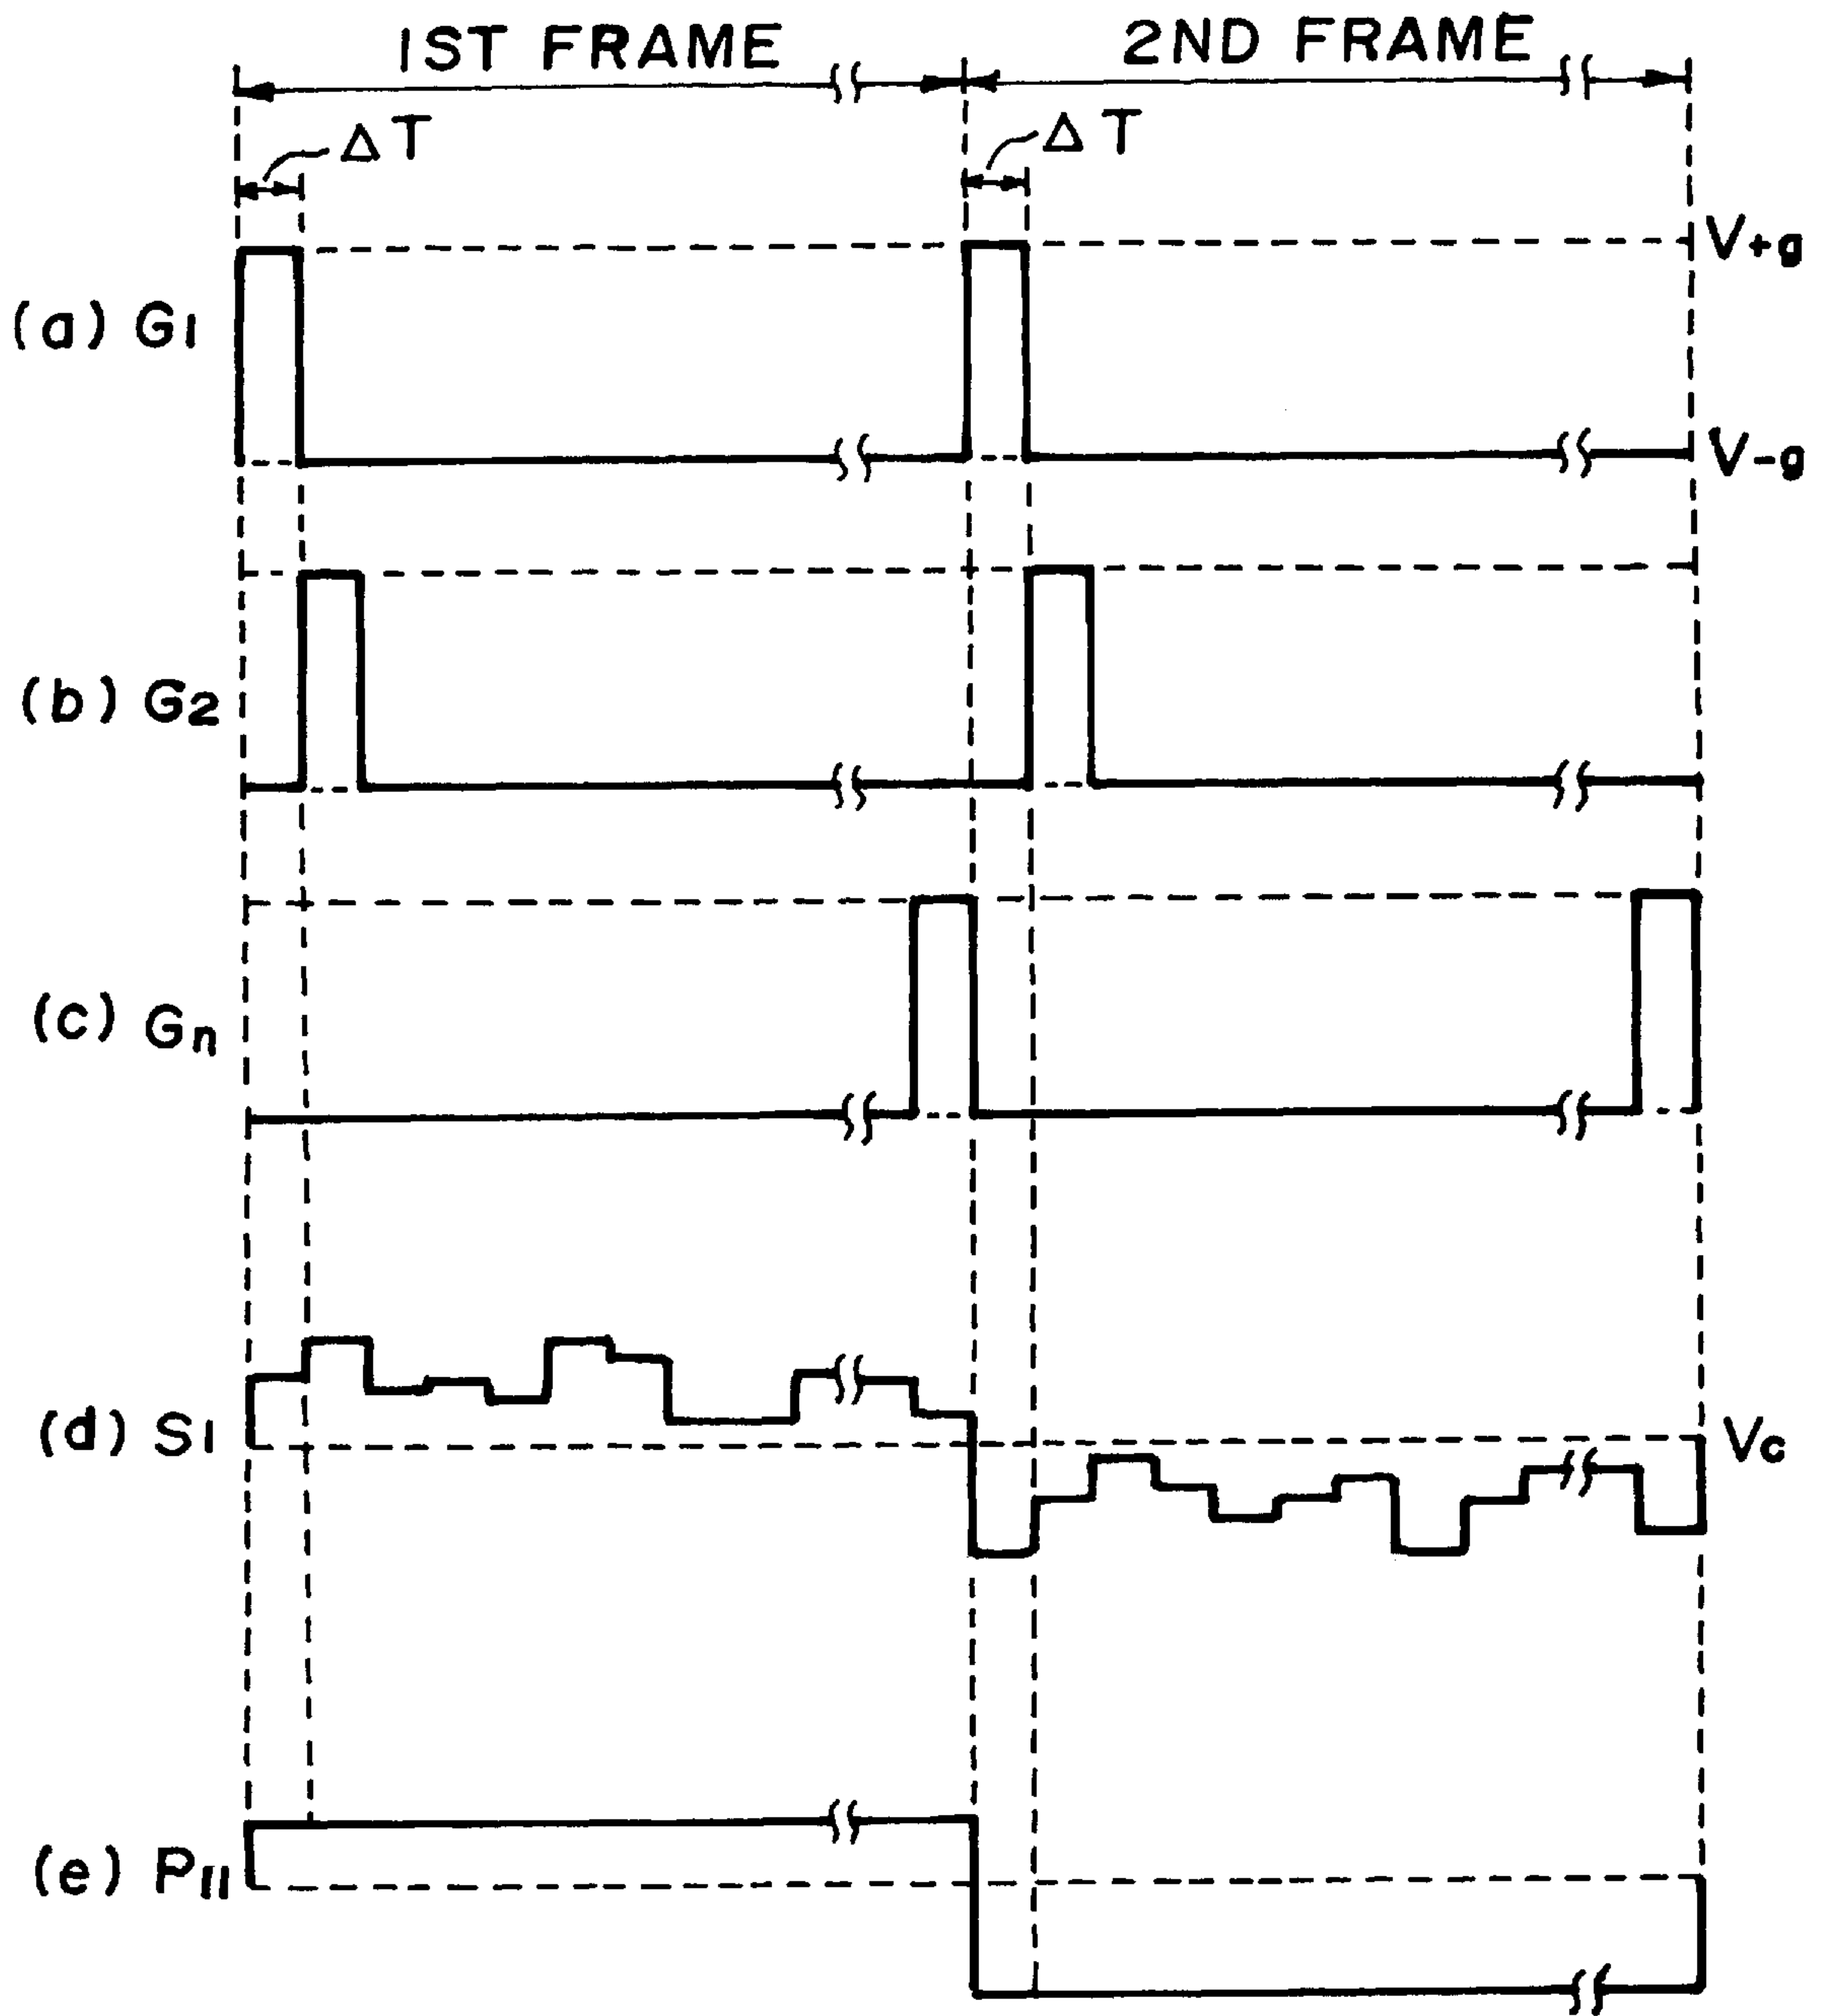 1ST FRAME 2ND FRAME
ΔT ΔT
V+g
(a) G1
V-g
(b) G2
(c) Gn
(d) S1 Vc
(e) P11